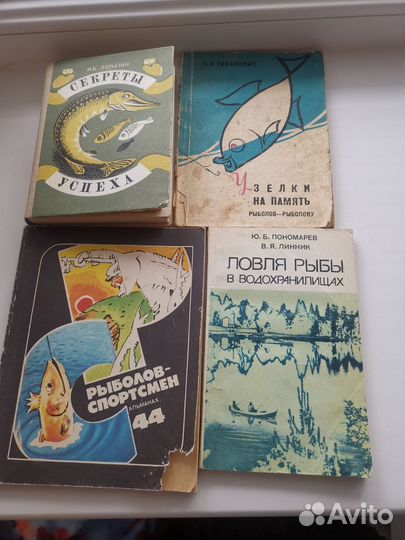 Н.Б. ЛОПАТИН
СЕКРЕТЫ
УСПЕХА
УЗЕЛКИ
НА ПАМЯТЬ
РЫБОЛОВ—РЫБОЛОВУ
РЫБОЛОВ-
СПОРТСМЕН
АЛЬМАНАХ
44
Ю. Б. ПОНОМАРЕВ
В. Я. ЛИННИК
ЛОВЛЯ РЫБЫ
В ВОДОХРАНИЛИЩАХ
Avito